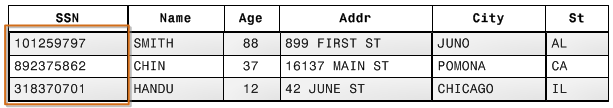 SSN Name Age Addr City St
101259797 SMITH 88 899 FIRST ST JUNO AL
892375862 CHIN 37 16137 MAIN ST POMONA CA
318370701 HANDU 12 42 JUNE ST CHICAGO IL